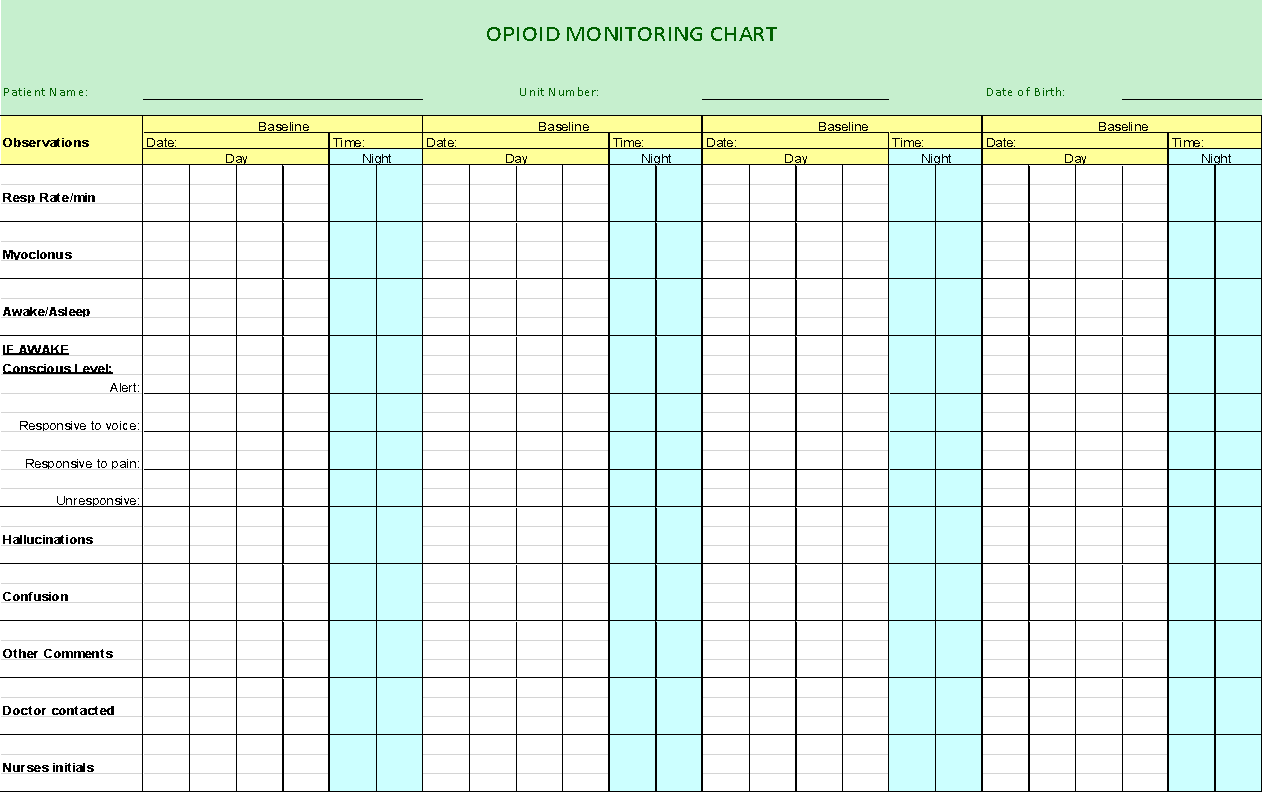 OPIOID MONITORING CHART
Patient Name: Unit Number: Date of Birth:
Baseline Baseline Baseline Baseline
Observations
Date: Time: Date: Time: Date: Time: Date: Time:
Day Night Day Night Day Night Day Night
Resp Rate/min
Myoclonus
Awake/Asleep
IF AWAKE
Conscious Level:
Alert:
Responsive to voice:
Responsive to pain:
Unresponsive:
Hallucinations
Confusion
Other Comments
Doctor contacted
Nurses initials